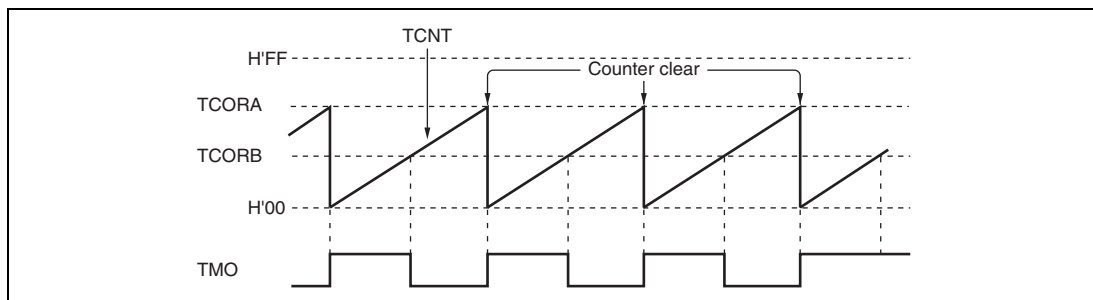 TCNT
H'FF
Counter clear
TCORA
TCORB
H'00
TMO